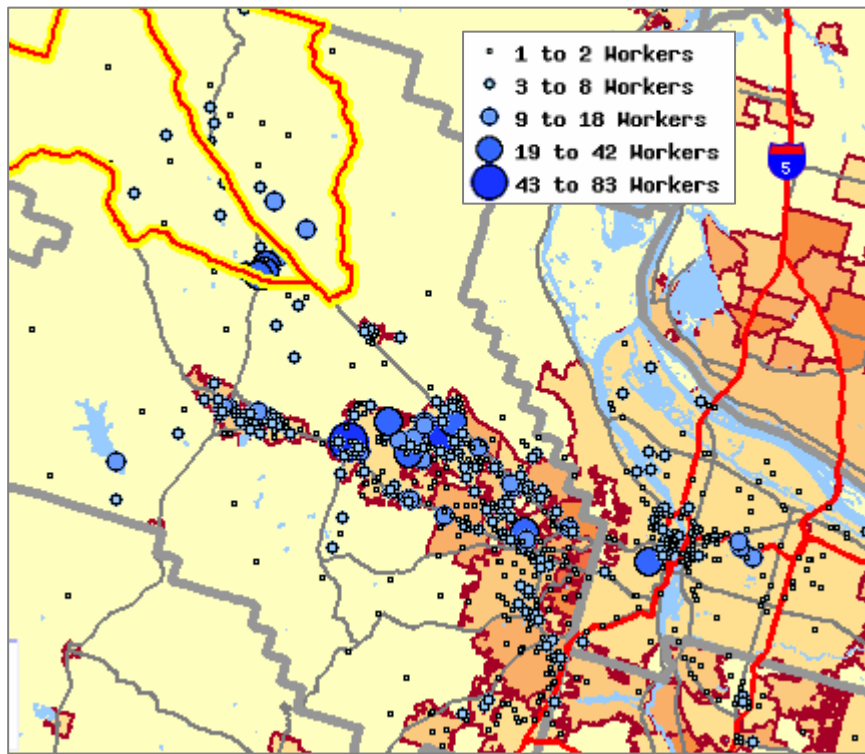 1 to 2 Workers
3 to 8 Workers
9 to 18 Workers
19 to 42 Workers
43 to 83 Workers
5